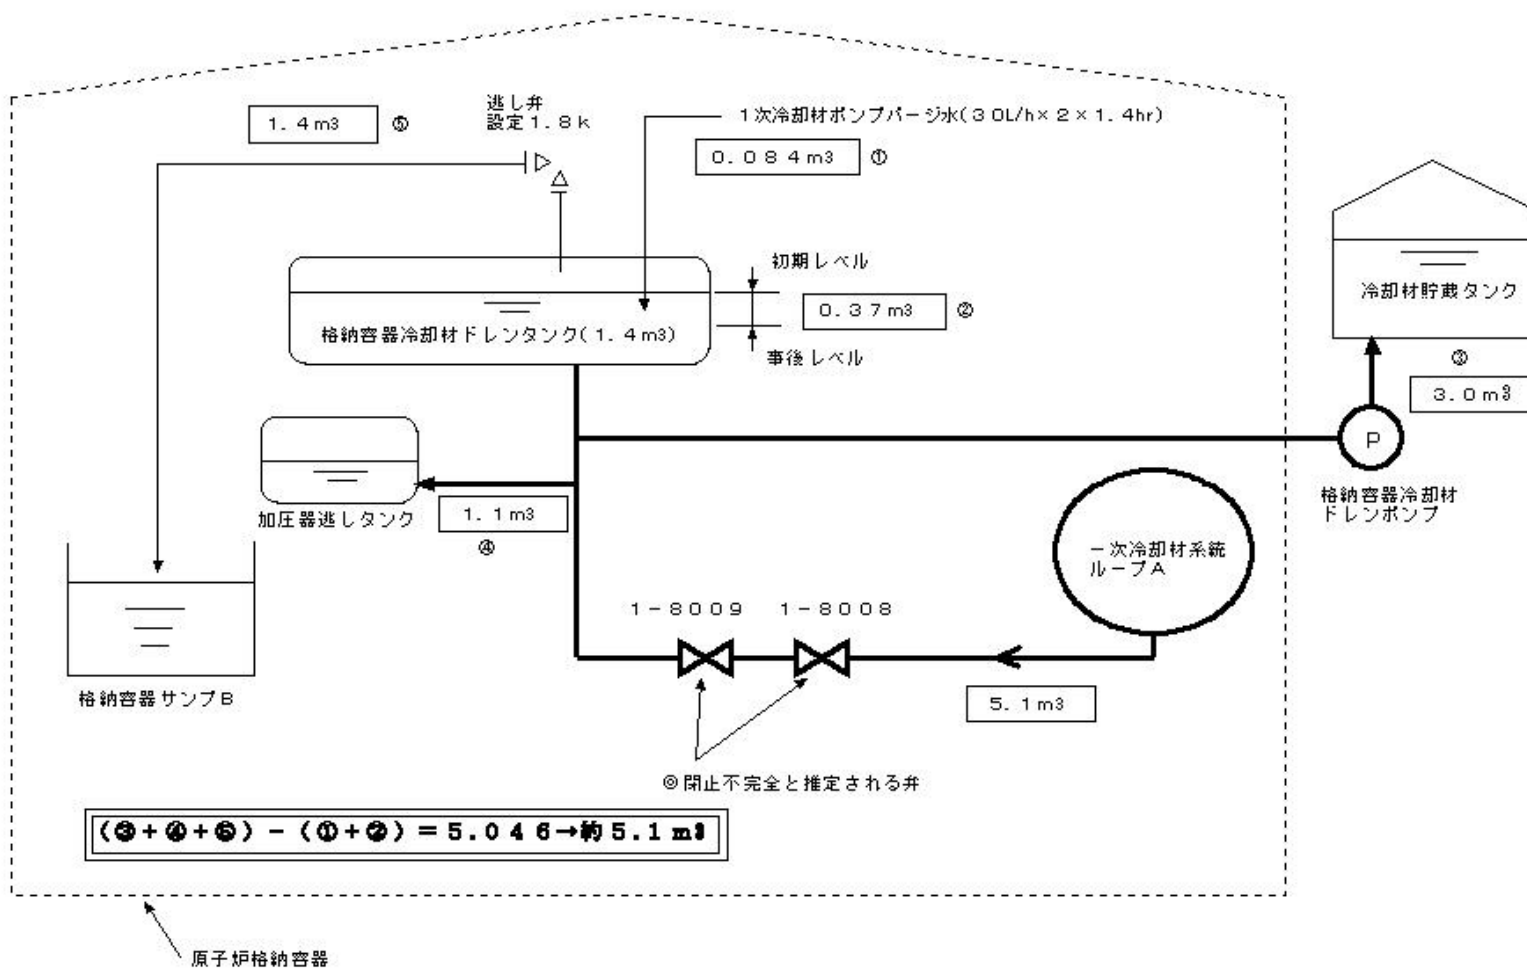 1.4m3 ⑤
逃し弁
設定1.8k
1次冷却材ポンプパージ水(30L/h×2×1.4hr)
0.084m3 ①
初期レベル
0.37m3 ②
格納容器冷却材ドレンタンク(1.4m3)
事後レベル
冷却材貯蔵タンク
③
3.0m3
P
格納容器冷却材
ドレンポンプ
加圧器逃しタンク
1.1m3
④
一次冷却材系統
ループA
1-8009
1-8008
格納容器サンプB
5.1m3
◎閉止不完全と推定される弁
(③+④+⑤)-(①+②)=5.046→約5.1m3
原子炉格納容器